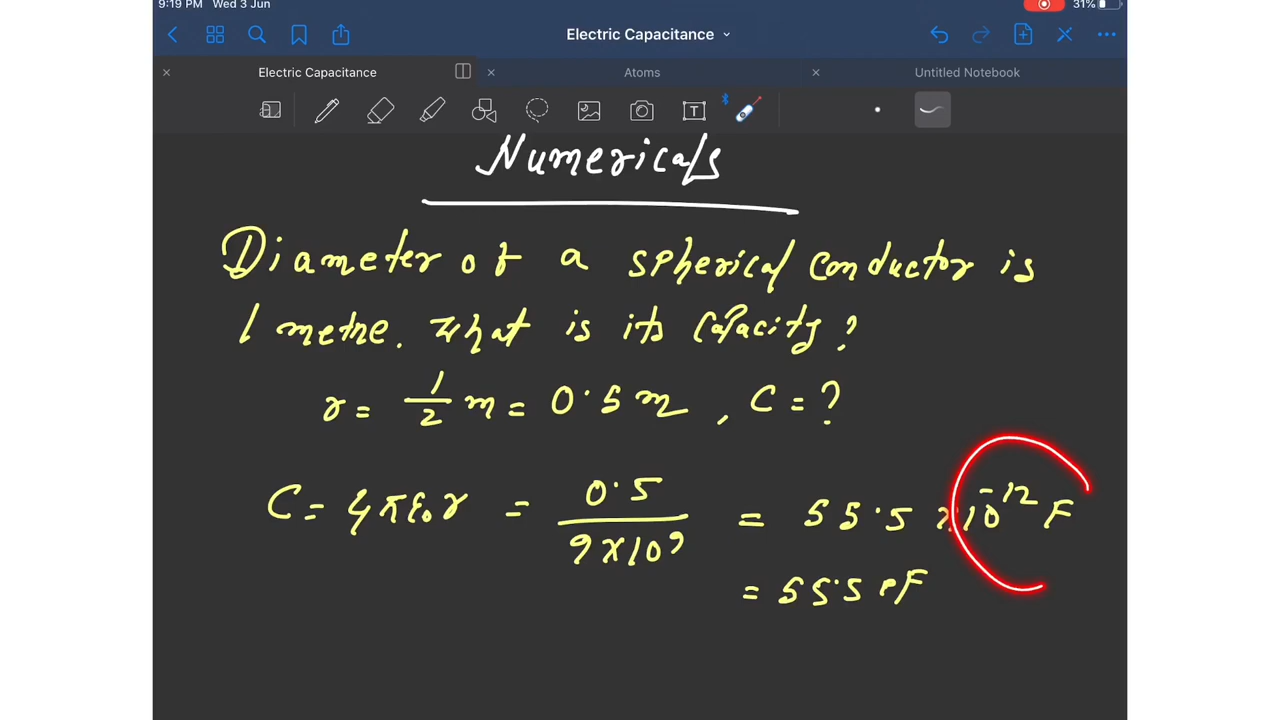 9:19 PM Wed 3 Jun 31%
Electric Capacitance
Electric Capacitance Atoms Untitled Notebook
T
Numericals
Diameter of a spherical conductor is
1 metre. what is its capacity?
r = 1/2 m = 0.5 m , C = ?
C = 4πε₀r = 0.5 / 9 x 10⁹ = 55.5 x 10⁻¹² F
= 55.5 PF